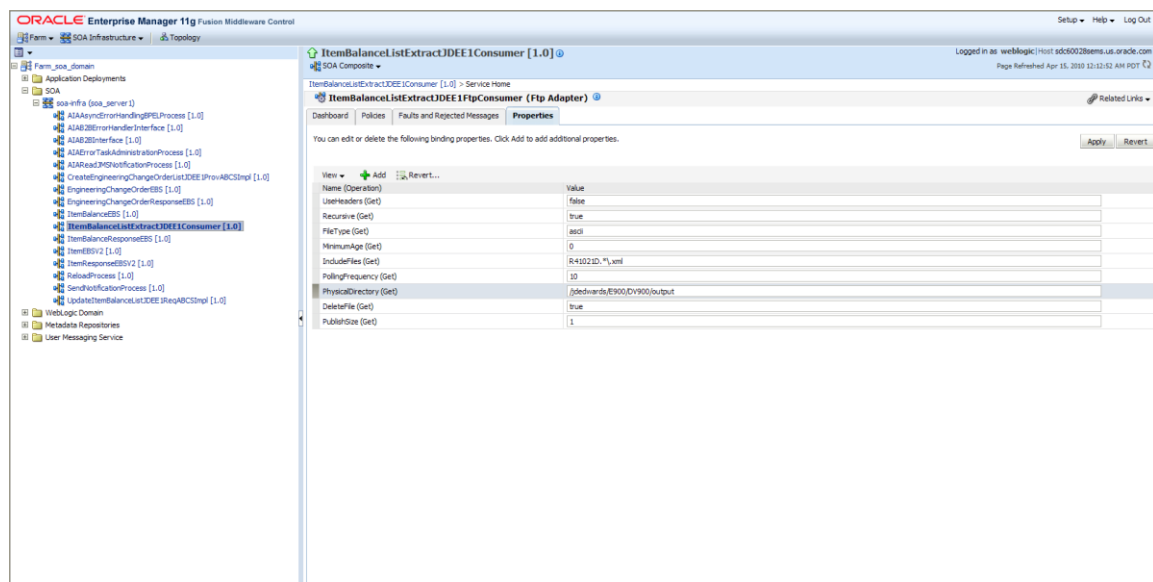 ORACLE Enterprise Manager 11g Fusion Middleware Control
Setup Help Log Out
Farm SOA Infrastructure Topology
Farm_soa_domain
Application Deployments
SOA
soa-infra (soa_server1)
AIAAsyncErrorHandlingBPELProcess [1.0]
AIAB2BErrorHandlerInterface [1.0]
AIAB2BInterface [1.0]
AIAErrorTaskAdministrationProcess [1.0]
AIAReadJMSNotificationProcess [1.0]
CreateEngineeringChangeOrderListJDEE1ProvABCSImpl [1.0]
EngineeringChangeOrderEBS [1.0]
EngineeringChangeOrderResponseEBS [1.0]
ItemBalanceEBS [1.0]
ItemBalanceListExtractJDEE1Consumer [1.0]
ItemBalanceResponseEBS [1.0]
ItemEBSV2 [1.0]
ItemResponseEBSV2 [1.0]
ReloadProcess [1.0]
SendNotificationProcess [1.0]
UpdateItemBalanceListJDEE1ReqABCSImpl [1.0]
WebLogic Domain
Metadata Repositories
User Messaging Service
ItemBalanceListExtractJDEE1Consumer [1.0]
Logged in as weblogic|Host sdc60028sems.us.oracle.com
SOA Composite
Page Refreshed Apr 15, 2010 12:12:52 AM PDT
ItemBalanceListExtractJDEE1Consumer [1.0] > Service Home
ItemBalanceListExtractJDEE1FtpConsumer (Ftp Adapter)
Related Links
Dashboard Policies Faults and Rejected Messages Properties
You can edit or delete the following binding properties. Click Add to add additional properties.
Apply Revert
View Add Revert...
Name (Operation) Value
UseHeaders (Get) false
Recursive (Get) true
FileType (Get) ascii
MinimumAge (Get) 0
IncludeFiles (Get) R41021D.*\.xml
PollingFrequency (Get) 10
PhysicalDirectory (Get) /jdedwards/E900/DV900/output
DeleteFile (Get) true
PublishSize (Get) 1